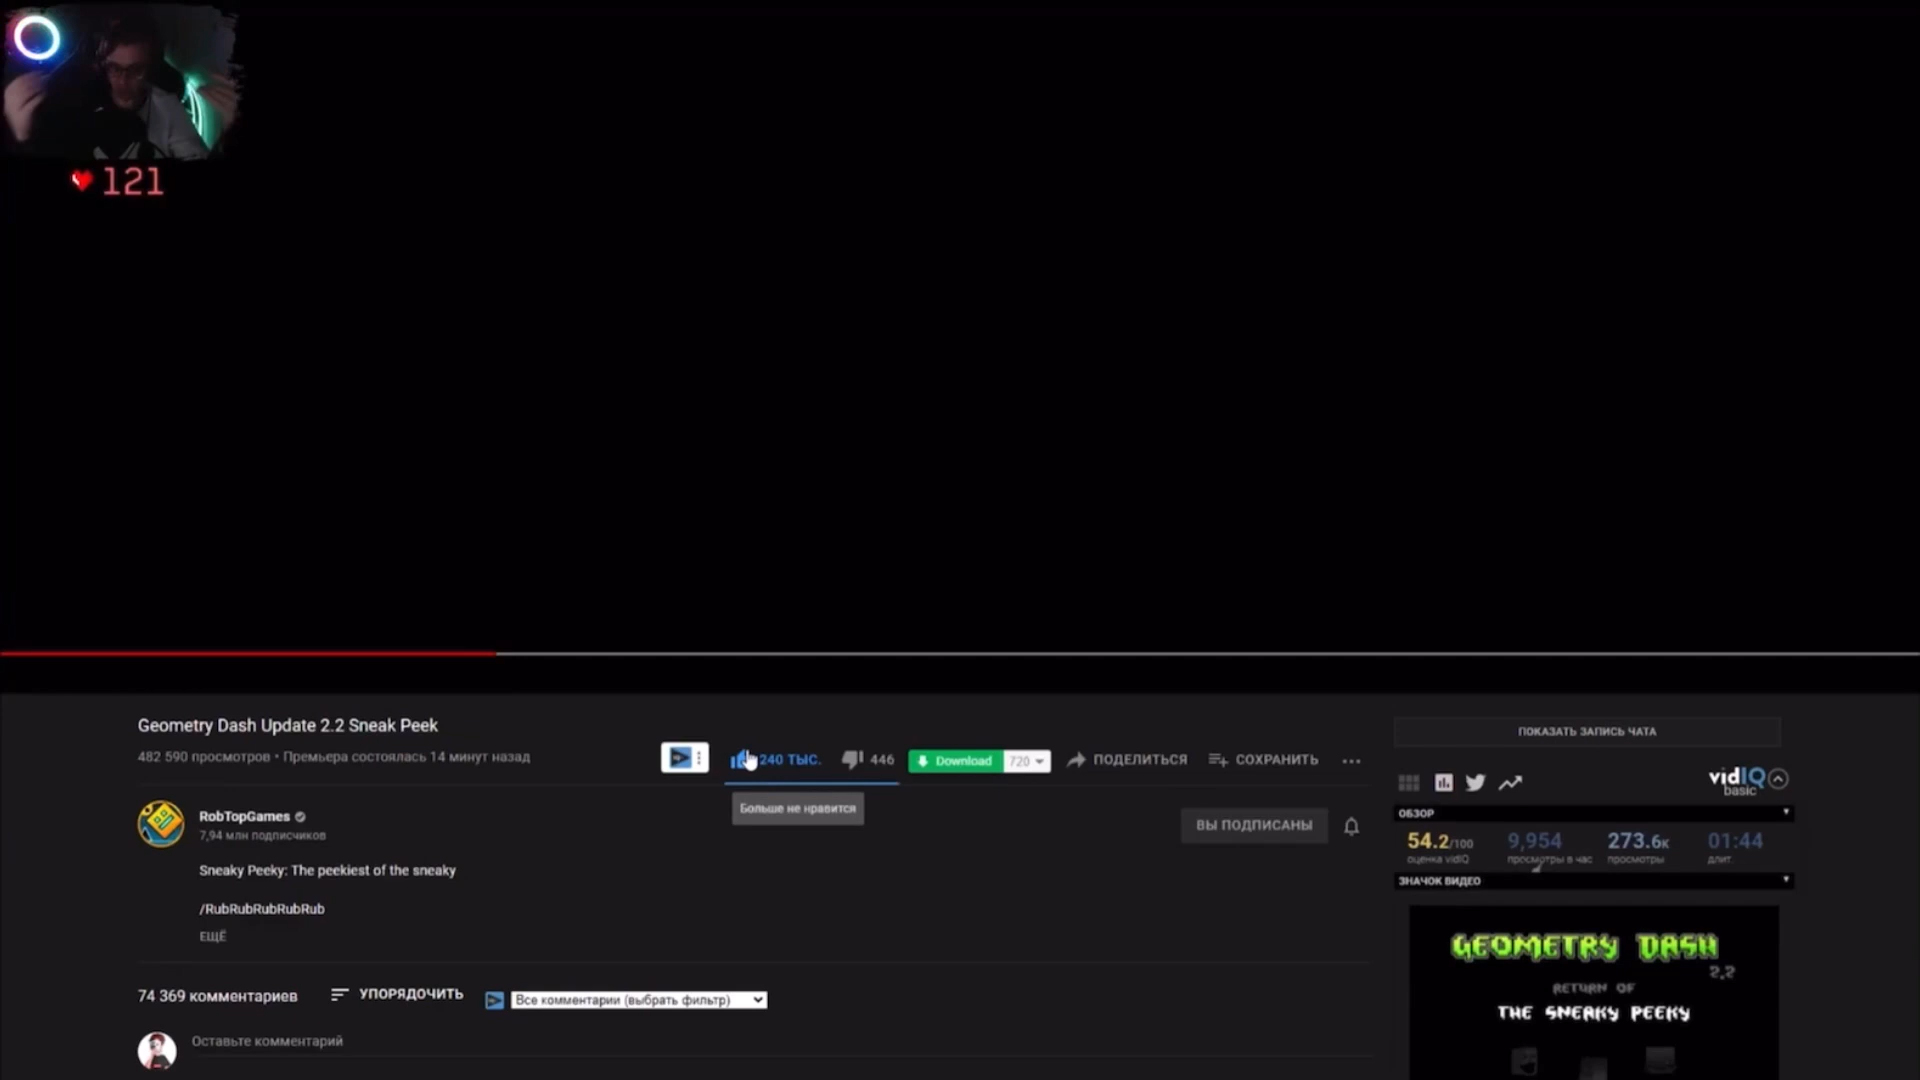 121
Geometry Dash Update 2.2 Sneak Peek
482 590 просмотров • Премьера состоялась 14 минут назад
240 ТЫС.
446
Download
720
ПОДЕЛИТЬСЯ
СОХРАНИТЬ
Больше не нравится
RobTopGames
7,94 млн подписчиков
ВЫ ПОДПИСАНЫ
Sneaky Peeky: The peekiest of the sneaky
/RubRubRubRubRub
ЕЩЁ
74 369 комментариев
УПОРЯДОЧИТЬ
Все комментарии (выбрать фильтр)
Оставьте комментарий
ПОКАЗАТЬ ЗАПИСЬ ЧАТА
vidIQ
basic
ОБЗОР
54.2/100
9,954
273.6K
01:44
оценка vidIQ
просмотры в час
просмотры
длит.
ЗНАЧОК ВИДЕО
GEOMETRY DASH
2.2
RETURN OF
THE SNEAKY PEEKY